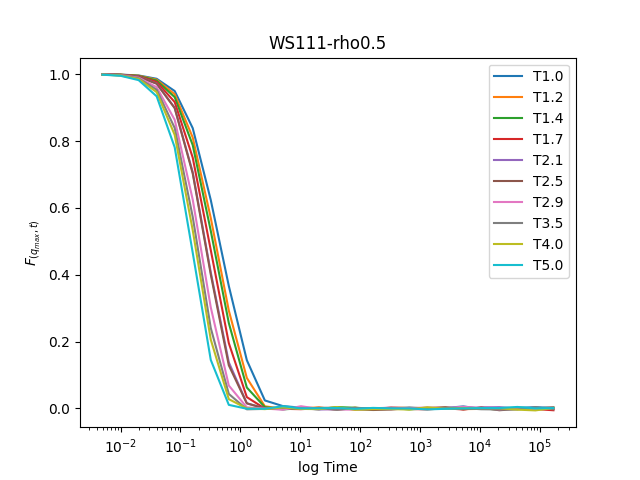 WS111-rho0.5
F(q_max, t)
1.0
0.8
0.6
0.4
0.2
0.0
T1.0
T1.2
T1.4
T1.7
T2.1
T2.5
T2.9
T3.5
T4.0
T5.0
10⁻² 10⁻¹ 10⁰ 10¹ 10² 10³ 10⁴ 10⁵
log Time